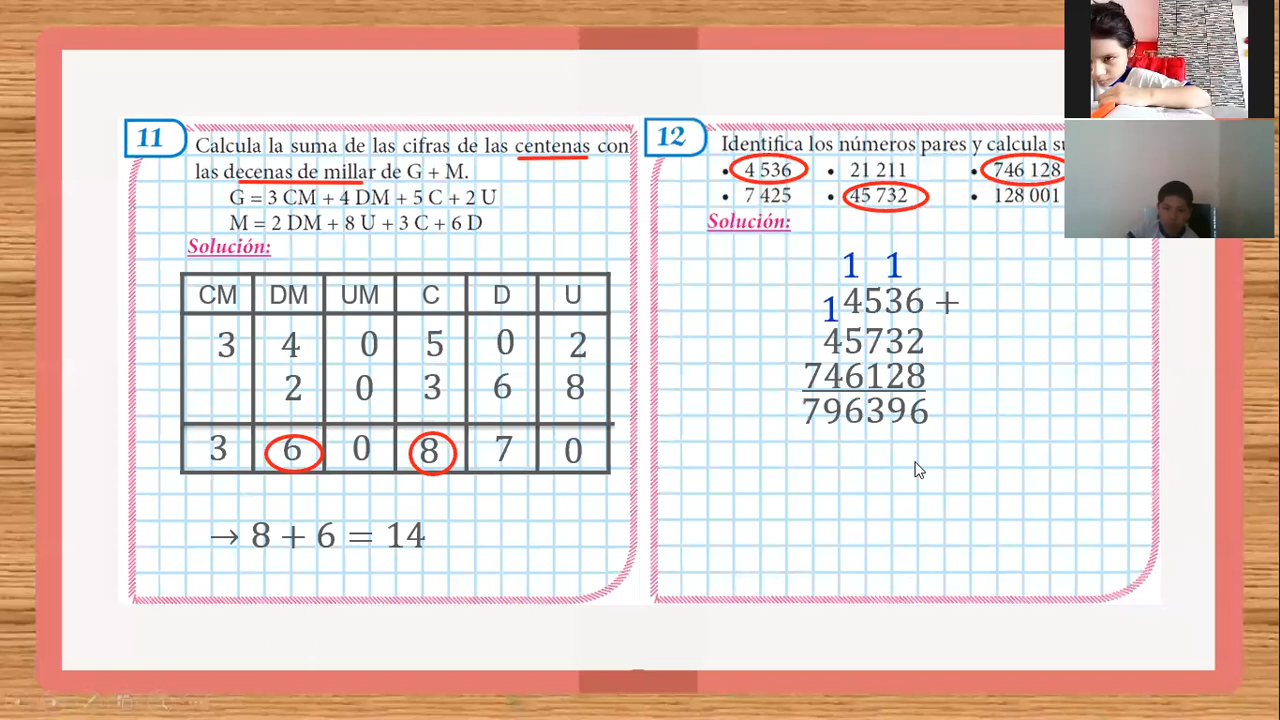 11
Calcula la suma de las cifras de las centenas con
las decenas de millar de G + M.
G = 3 CM + 4 DM + 5 C + 2 U
M = 2 DM + 8 U + 3 C + 6 D
Solución:
CM DM UM C D U
3 4 0 5 0 2
2 0 3 6 8
3 6 0 8 7 0
→ 8 + 6 = 14
12
Identifica los números pares y calcula
• 4 536 • 21 211 • 746 128
• 7 425 • 45 732 • 128 001
Solución:
1 1
1 4536 +
45732
746128
796396